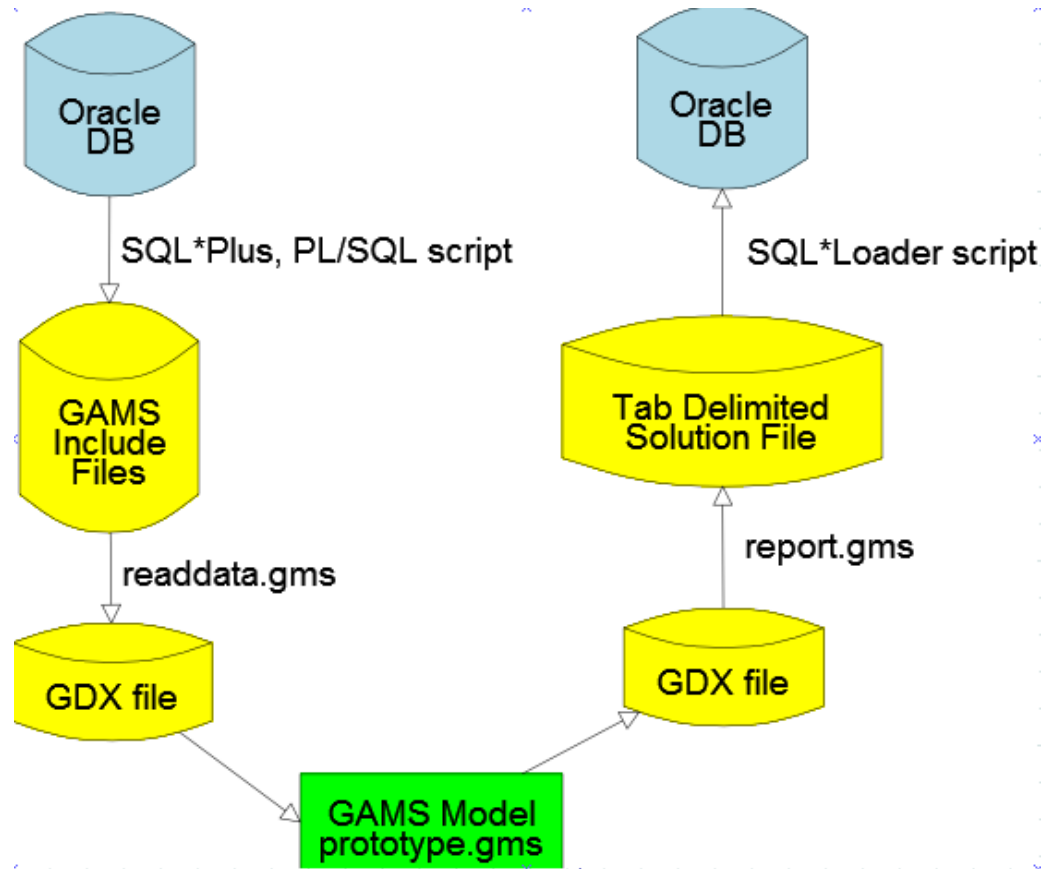 Oracle
DB
SQL*Plus, PL/SQL script
GAMS
Include
Files
readdata.gms
GDX file
GAMS Model
prototype.gms
GDX file
report.gms
Tab Delimited
Solution File
SQL*Loader script
Oracle
DB